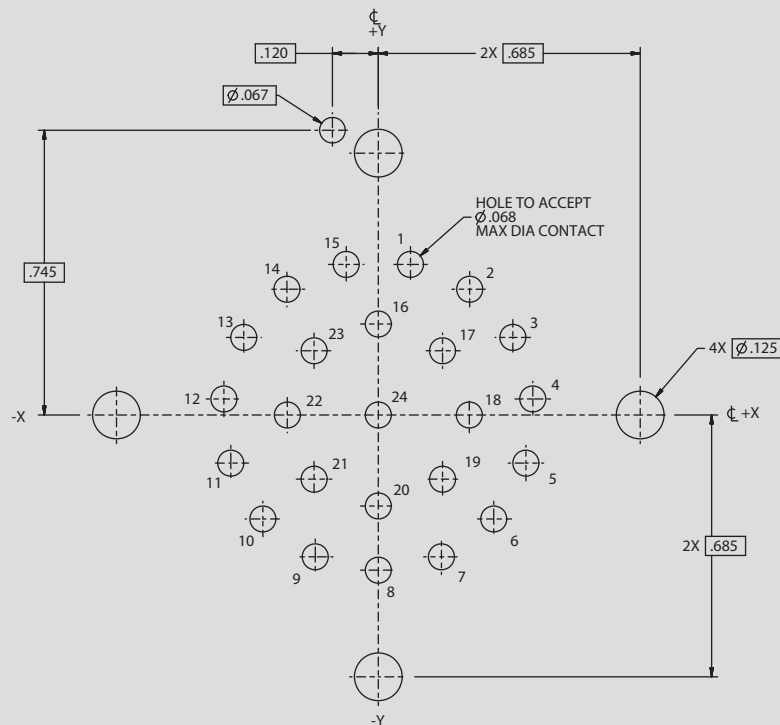 ℄
+Y
.120
2X .685
Ø.067
HOLE TO ACCEPT
Ø.068
MAX DIA CONTACT
15
1
14
2
.745
16
13
23
17
3
4X Ø.125
12
22
24
18
4
-X
℄ +X
11
21
19
5
20
10
6
2X .685
9
8
7
-Y